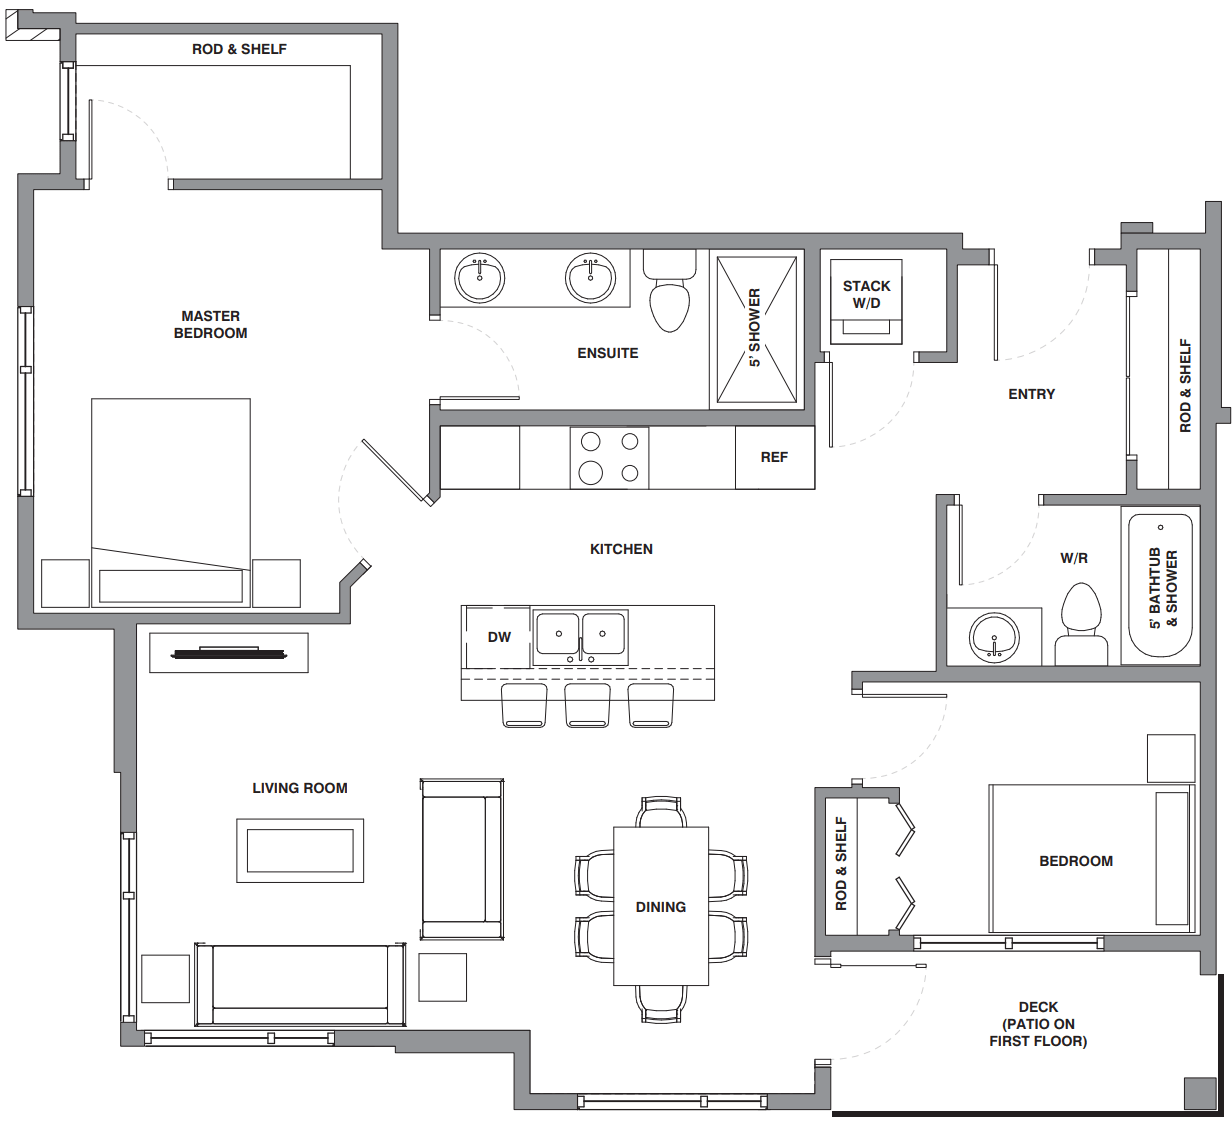 ROD & SHELF
MASTER
BEDROOM
ENSUITE
5' SHOWER
STACK
W/D
ENTRY
ROD & SHELF
REF
KITCHEN
W/R
5' BATHTUB
& SHOWER
DW
LIVING ROOM
DINING
ROD & SHELF
BEDROOM
DECK
(PATIO ON
FIRST FLOOR)